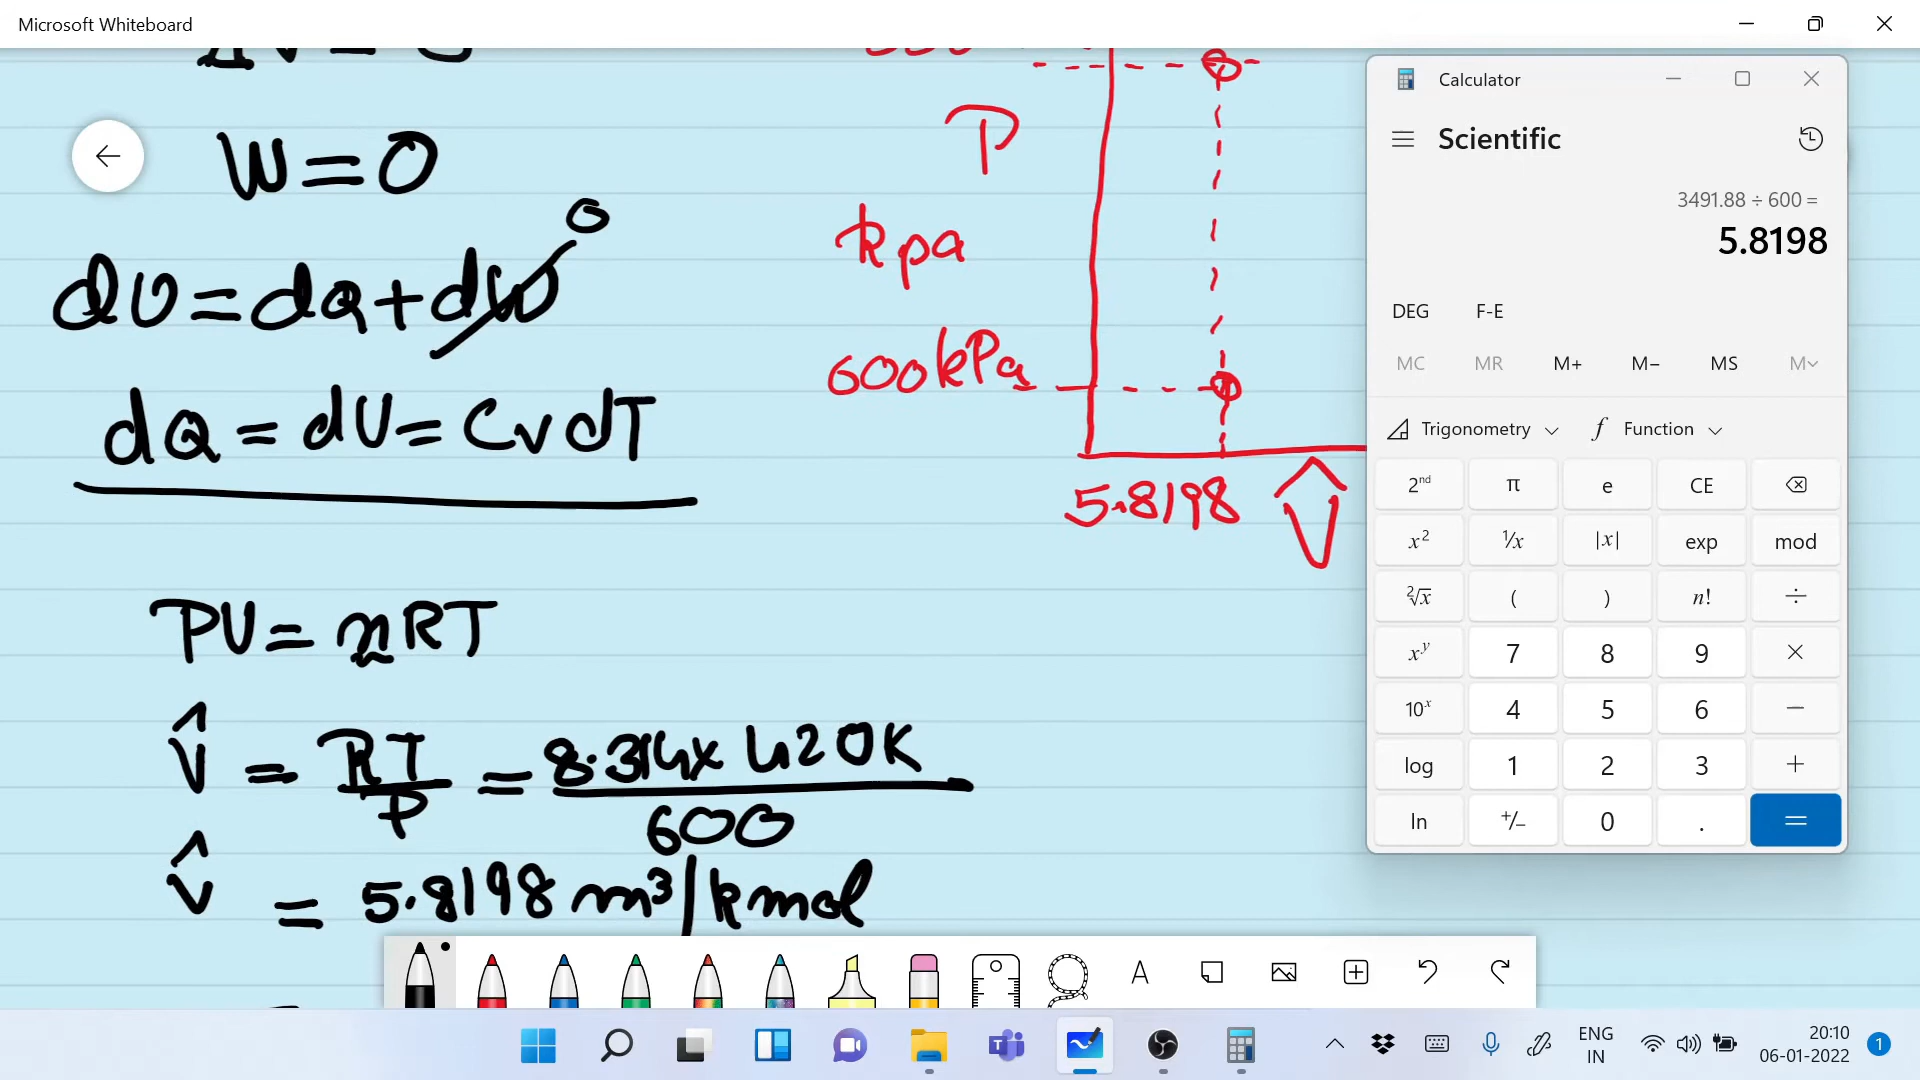 Microsoft Whiteboard
W=0
0
dU=dQ+dW
dQ = dU= CvdT
PV= nRT
V̂ = RT/P = 8.314x 420K/600
V̂ = 5.8198 m³/kmol
P
kpa
600kPa
5.8198 V̂
Calculator
Scientific
3491.88 ÷ 600 =
5.8198
DEG F-E
MC MR M+ M− MS M˅
Trigonometry f Function
2ⁿᵈ π e CE
x² ¹/x |x| exp mod
²√x ( ) n! ÷
xʸ 7 8 9 ×
10ˣ 4 5 6 −
log 1 2 3 +
ln +/− 0 . =
A
ENG
IN
20:10
06-01-2022
1